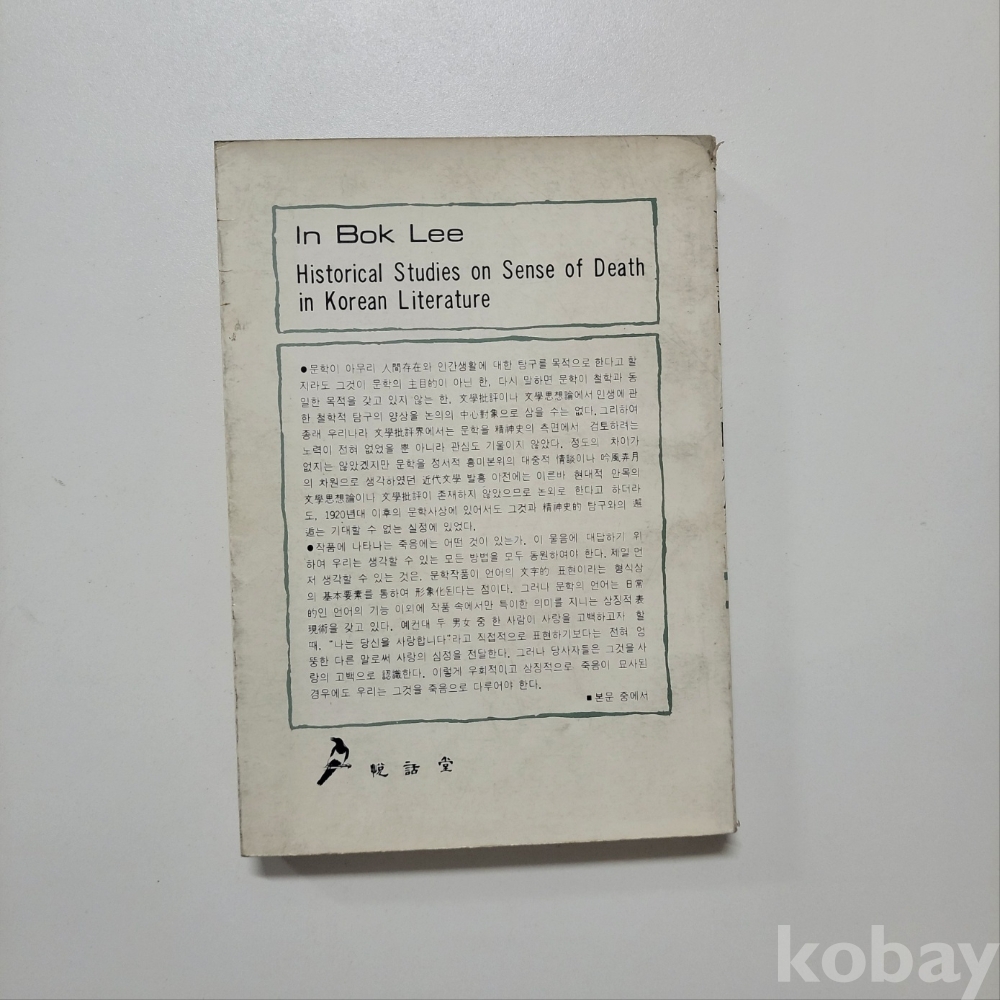 In Bok Lee
Historical Studies on Sense of Death
in Korean Literature
●문학이 아무리 人間存在와 인간생활에 대한 탐구를 목적으로 한다고 할
지라도 그것이 문학의 主目的이 아닌 한, 다시 말하면 문학이 철학과 동
일한 목적을 갖고 있지 않는 한, 文學批評이나 文學思想論에서 인생에 관
한 철학적 탐구의 양상을 논의의 中心對象으로 삼을 수는 없다. 그리하여
종래 우리나라 文學批評界에서는 문학을 精神史의 측면에서 검토하려는
노력이 전혀 없었을 뿐 아니라 관심도 기울이지 않았다. 정도의 차이가
없지는 않았겠지만 문학을 정서적 흥미본위의 대중적 情談이나 吟風弄月
의 차원으로 생각하였던 近代文學 발흥 이전에는 이른바 현대적 안목의
文學思想論이나 文學批評이 존재하지 않았으므로 논외로 한다고 하더라
도, 1920년대 이후의 문학사상에 있어서도 그것과 精神史的 탐구와의 邂
逅는 기대할 수 없는 실정에 있었다.
●작품에 나타나는 죽음에는 어떤 것이 있는가. 이 물음에 대답하기 위
하여 우리는 생각할 수 있는 모든 방법을 모두 동원하여야 한다. 제일 먼
저 생각할 수 있는 것은, 문학작품이 언어의 文字的 표현이라는 형식상
의 基本要素를 통하여 形象化된다는 점이다. 그러나 문학의 언어는 日常
的인 언어의 기능 이외에 작품 속에서만 특이한 의미를 지니는 상징적 表
現術을 갖고 있다. 예컨대 두 男女 중 한 사람이 사랑을 고백하고자 할
때, "나는 당신을 사랑합니다"라고 직접적으로 표현하기보다는 전혀 엉
뚱한 다른 말로써 사랑의 심정을 전달한다. 그러나 당사자들은 그것을 사
랑의 고백으로 認識한다. 이렇게 우회적이고 상징적으로 죽음이 묘사된
경우에도 우리는 그것을 죽음으로 다루어야 한다.
■본문 중에서
悅話堂
kobay